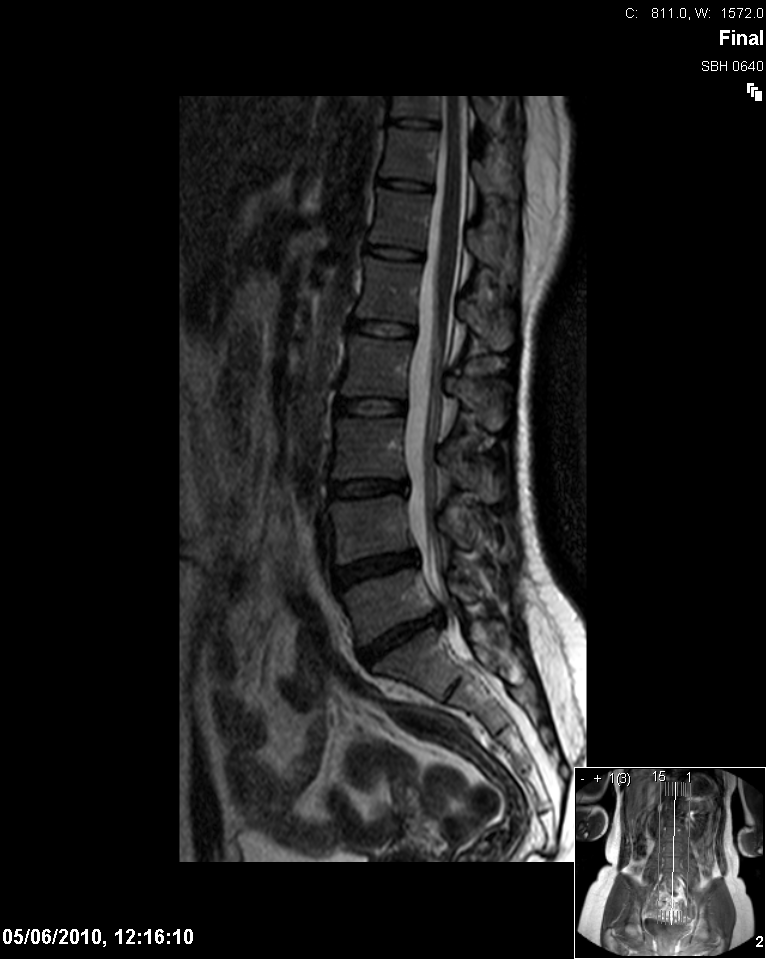 C: 811.0, W: 1572.0
Final
SBH 0640
- + 1(3) 15 1
05/06/2010, 12:16:10
2